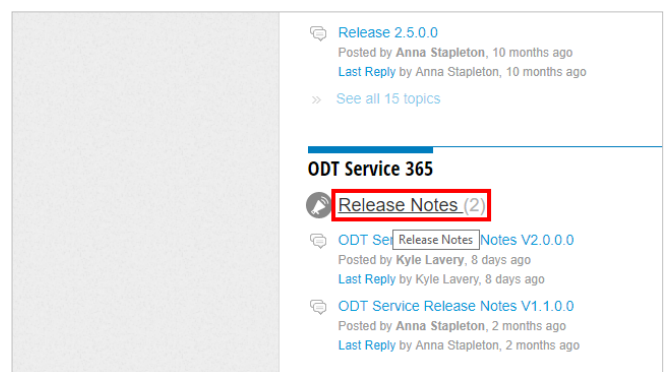 Release 2.5.0.0
Posted by Anna Stapleton, 10 months ago
Last Reply by Anna Stapleton, 10 months ago
» See all 15 topics
ODT Service 365
Release Notes (2)
ODT Ser Release Notes Notes V2.0.0.0
Posted by Kyle Lavery, 8 days ago
Last Reply by Kyle Lavery, 8 days ago
ODT Service Release Notes V1.1.0.0
Posted by Anna Stapleton, 2 months ago
Last Reply by Anna Stapleton, 2 months ago